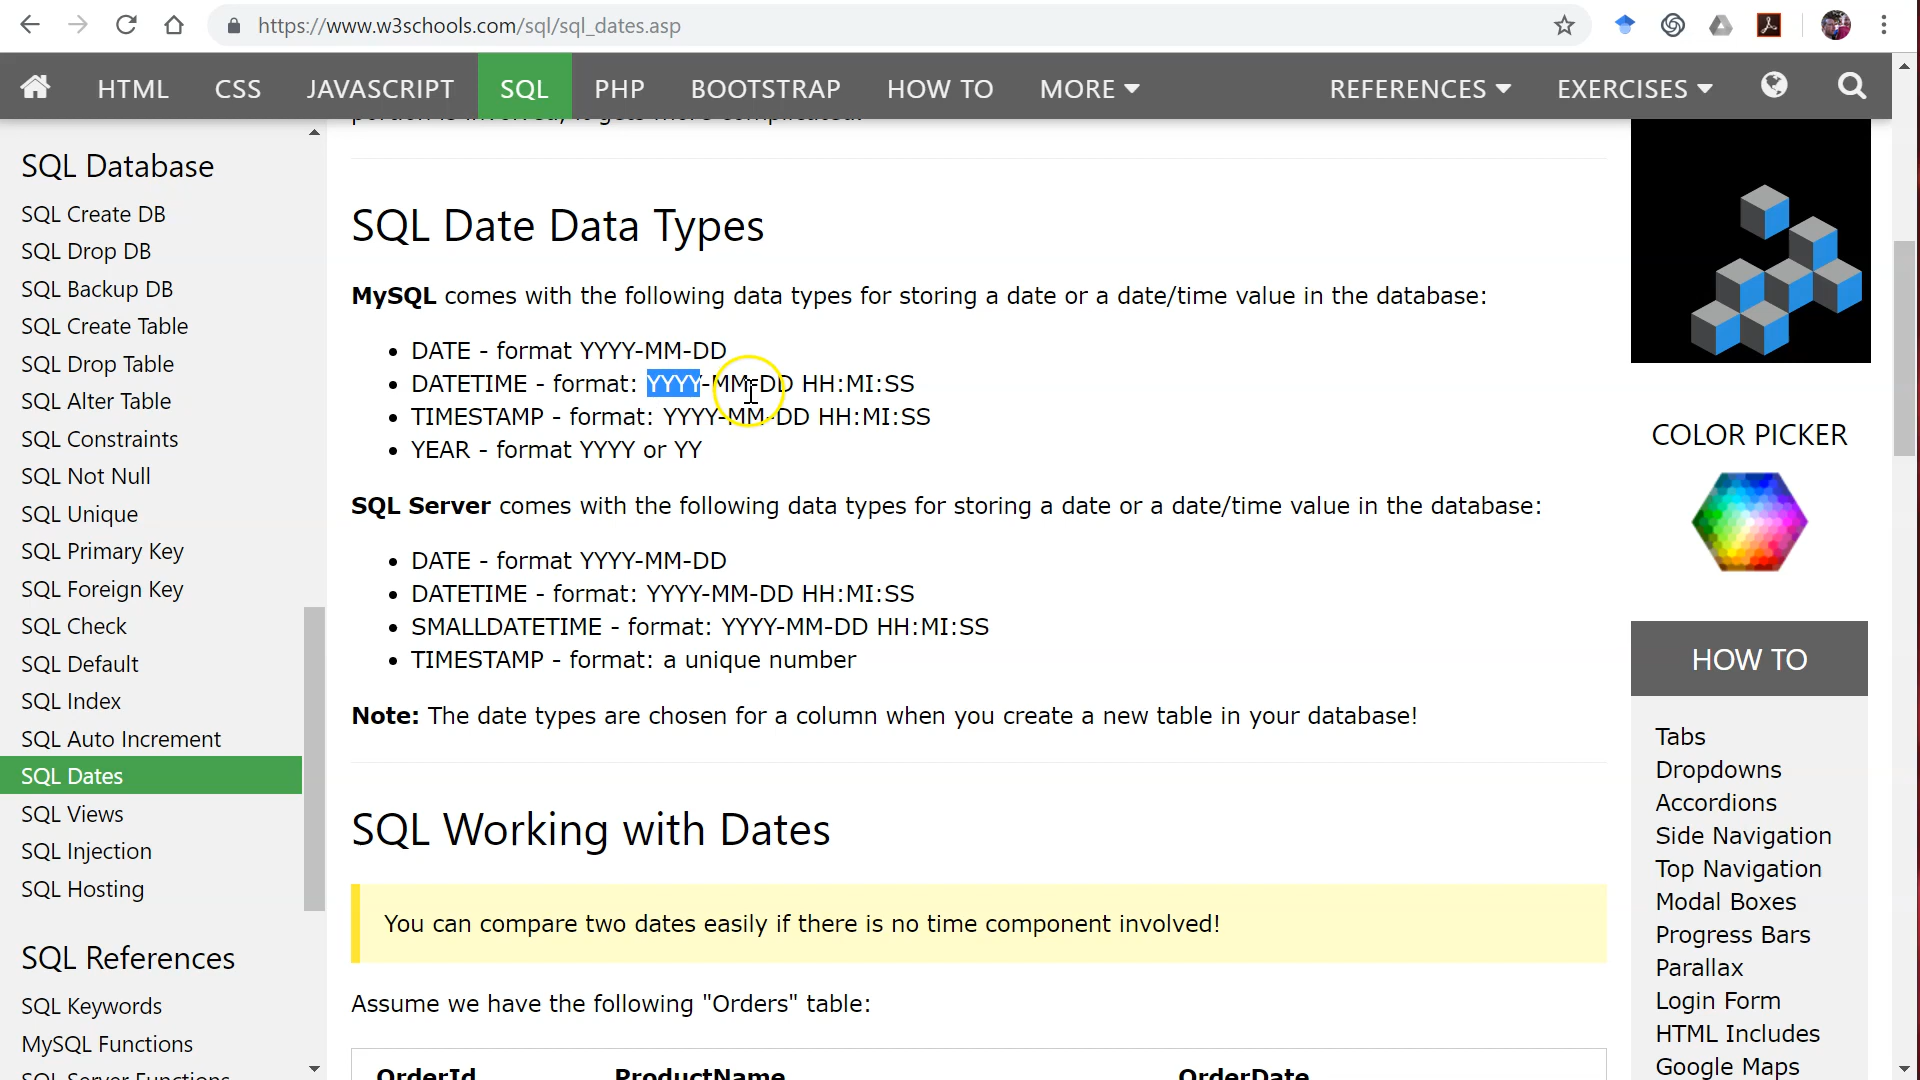 https://www.w3schools.com/sql/sql_dates.asp
HTML CSS JAVASCRIPT SQL PHP BOOTSTRAP HOW TO MORE REFERENCES EXERCISES
SQL Database
SQL Create DB
SQL Drop DB
SQL Backup DB
SQL Create Table
SQL Drop Table
SQL Alter Table
SQL Constraints
SQL Not Null
SQL Unique
SQL Primary Key
SQL Foreign Key
SQL Check
SQL Default
SQL Index
SQL Auto Increment
SQL Dates
SQL Views
SQL Injection
SQL Hosting
SQL References
SQL Keywords
MySQL Functions
SQL Server Functions
portion is involved, it gets more complicated.
SQL Date Data Types
MySQL comes with the following data types for storing a date or a date/time value in the database:
• DATE - format YYYY-MM-DD
• DATETIME - format: YYYY-MM-DD HH:MI:SS
• TIMESTAMP - format: YYYY-MM-DD HH:MI:SS
• YEAR - format YYYY or YY
SQL Server comes with the following data types for storing a date or a date/time value in the database:
• DATE - format YYYY-MM-DD
• DATETIME - format: YYYY-MM-DD HH:MI:SS
• SMALLDATETIME - format: YYYY-MM-DD HH:MI:SS
• TIMESTAMP - format: a unique number
Note: The date types are chosen for a column when you create a new table in your database!
SQL Working with Dates
You can compare two dates easily if there is no time component involved!
Assume we have the following "Orders" table:
OrderId ProductName OrderDate
COLOR PICKER
HOW TO
Tabs
Dropdowns
Accordions
Side Navigation
Top Navigation
Modal Boxes
Progress Bars
Parallax
Login Form
HTML Includes
Google Maps